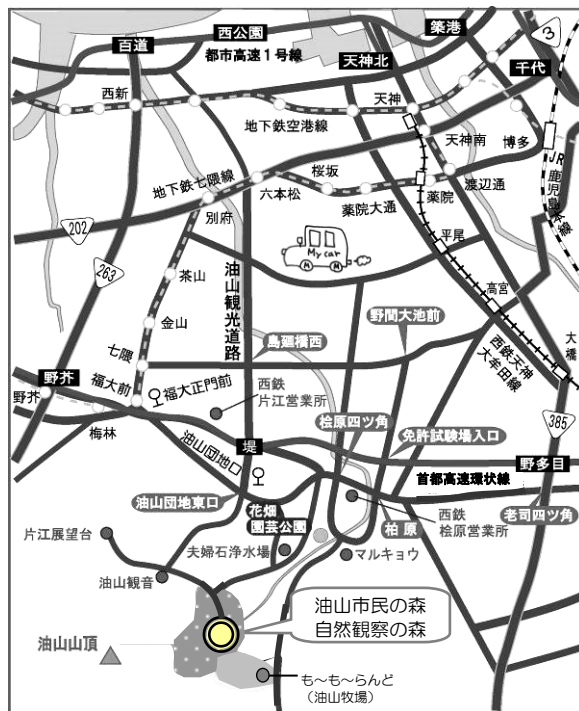 西公園
築港
百道
都市高速1号線
天神北
3
千代
西新
天神
地下鉄空港線
天神南
博多
JR
鹿児島本線
桜坂
地下鉄七隈線
六本松
薬院大通
薬院
渡辺通
別府
202
My car
平尾
263
茶山
油山観光道路
高宮
金山
野間大池前
大橋
七隈
鳥廻橋西
西鉄天神
大牟田線
野芥
福大前
福大正門前
西鉄
片江営業所
桧原四ツ角
免許試験場入口
385
野芥
梅林
油山団地口
堤
野多目
首都高速環状線
油山団地東口
花畑
園芸公園
柏原
西鉄
桧原営業所
老司四ツ角
片江展望台
夫婦石浄水場
マルキョウ
油山観音
油山市民の森
自然観察の森
油山山頂
も〜も〜らんど
(油山牧場)